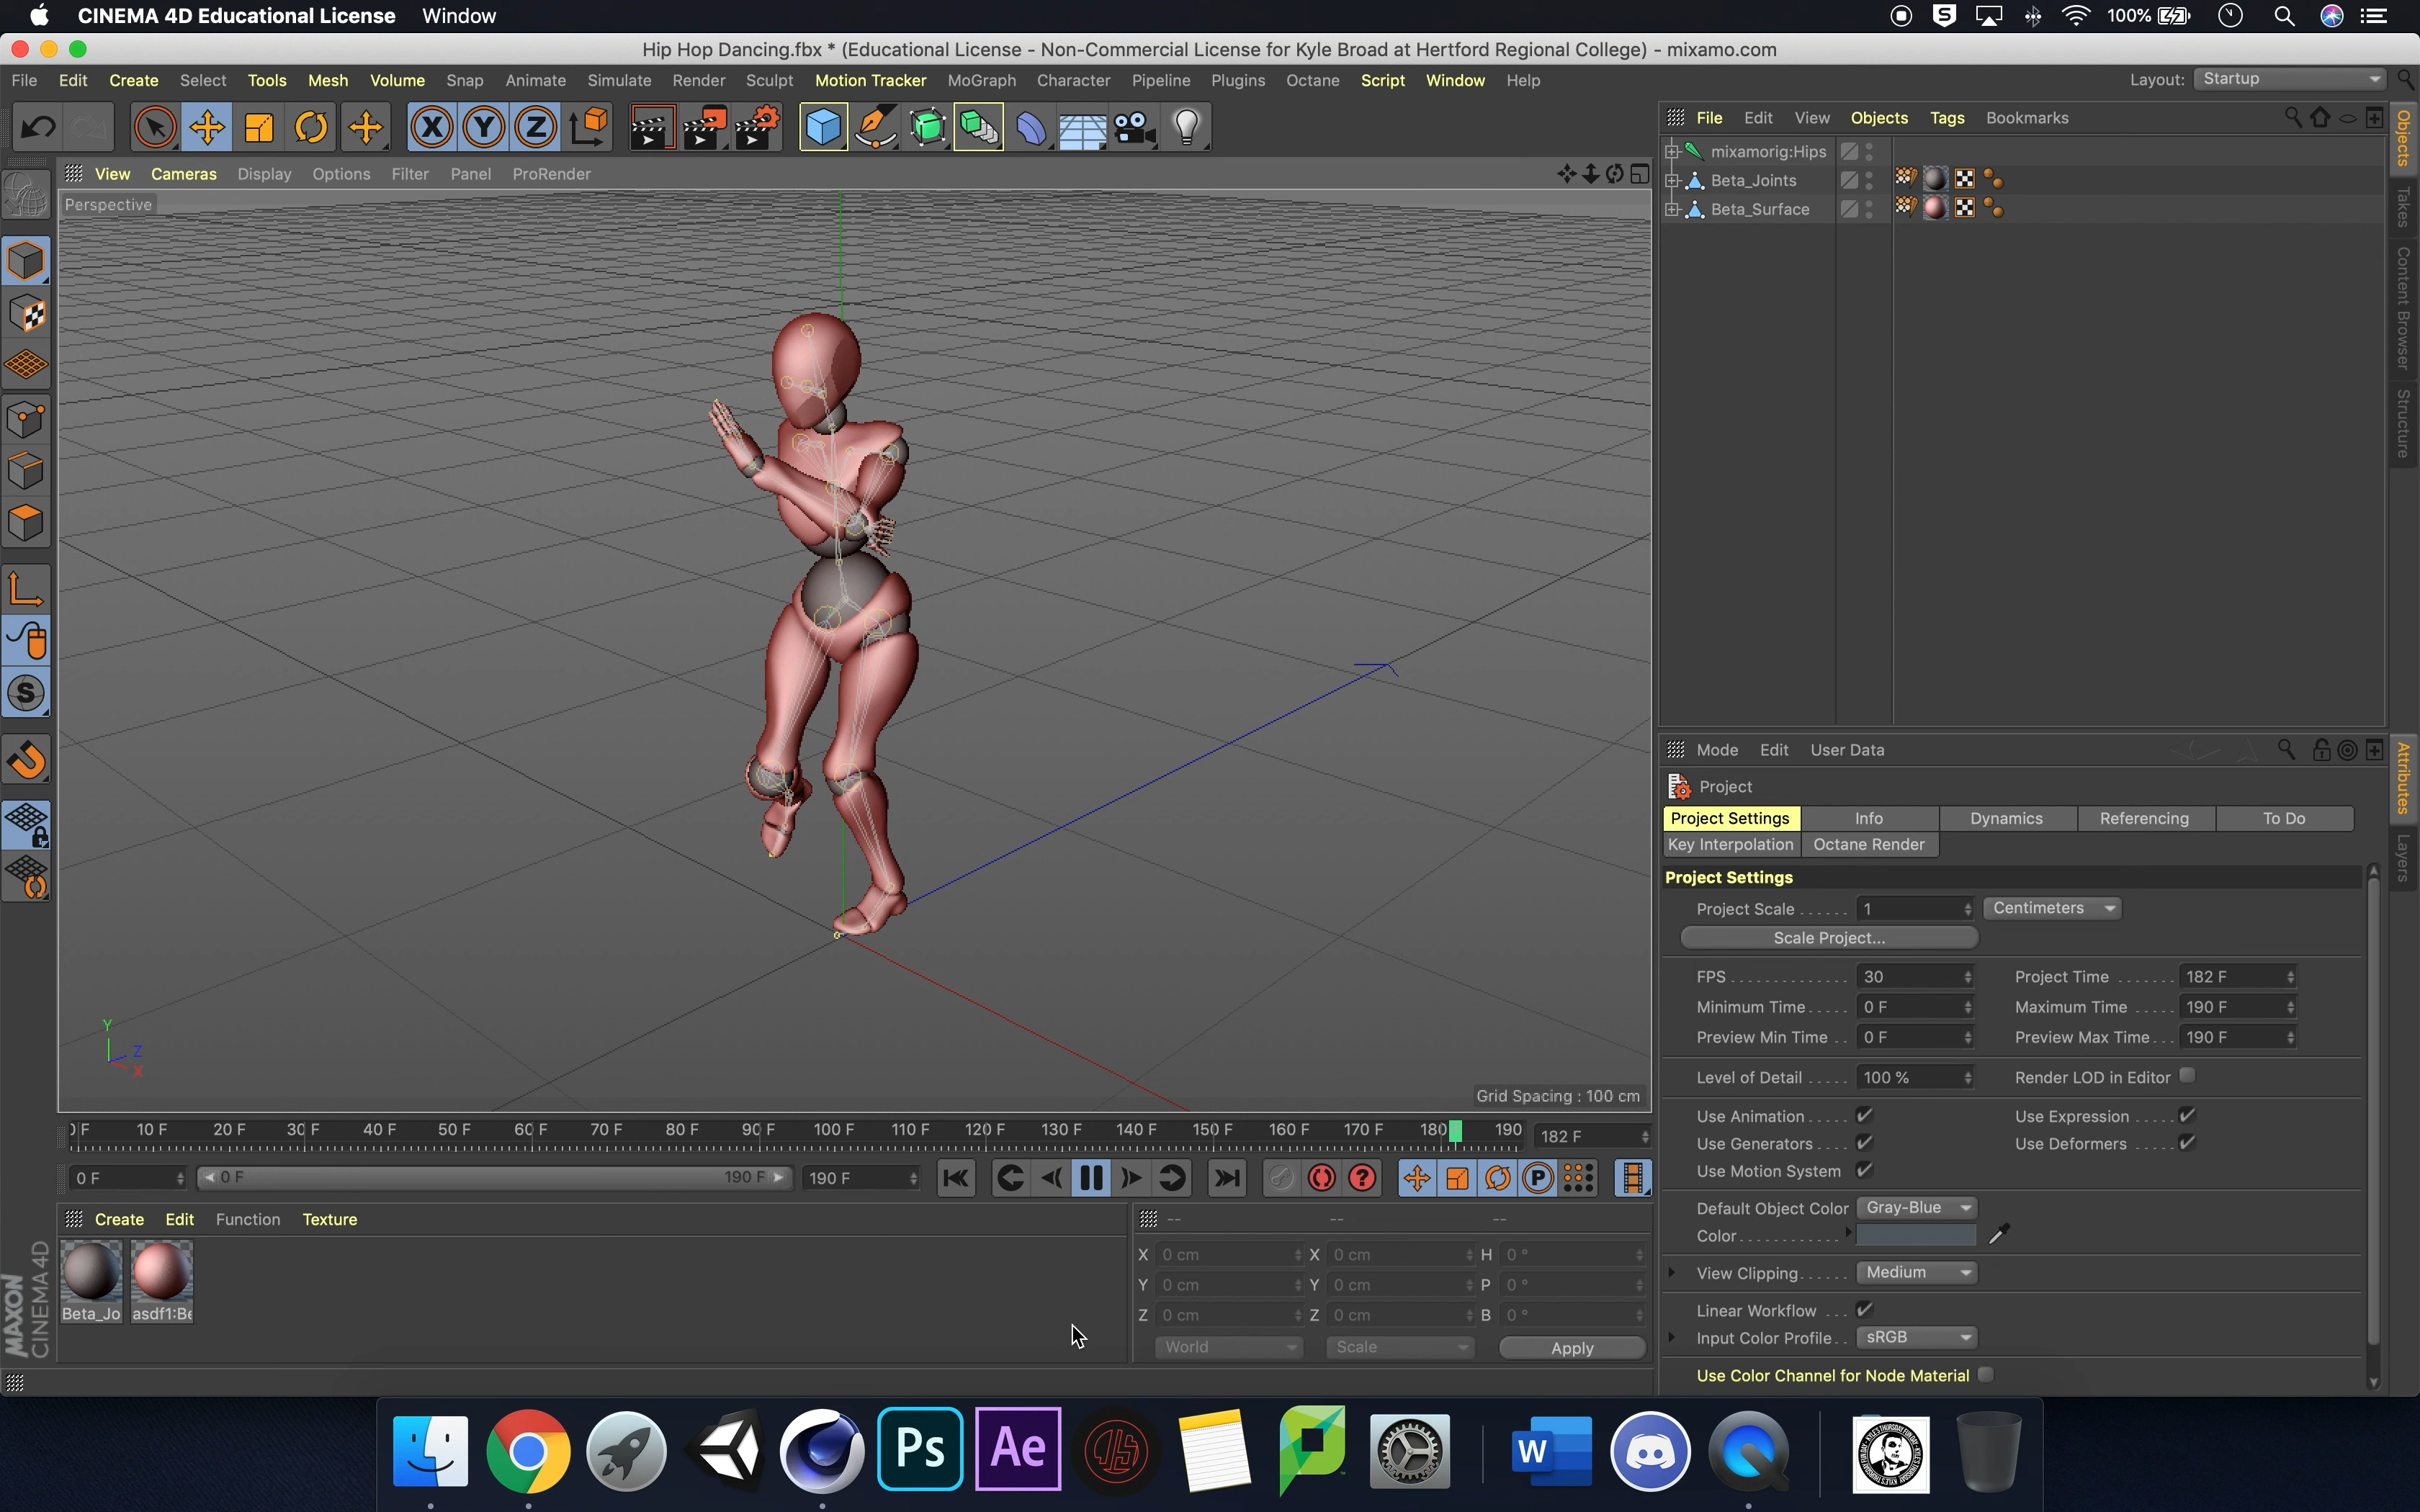 CINEMA 4D Educational License Window 100%
Hip Hop Dancing.fbx * (Educational License - Non-Commercial License for Kyle Broad at Hertford Regional College) - mixamo.com
File Edit Create Select Tools Mesh Volume Snap Animate Simulate Render Sculpt Motion Tracker MoGraph Character Pipeline Plugins Octane Script Window Help Layout: Startup
X Y Z
File Edit View Objects Tags Bookmarks
View Cameras Display Options Filter Panel ProRender
Perspective
mixamorig:Hips
Beta_Joints
Beta_Surface
Objects
Takes
Content Browser
Structure
Mode Edit User Data
Project
Project Settings Info Dynamics Referencing To Do
Key Interpolation Octane Render
Project Settings
Project Scale 1 Centimeters
Scale Project...
FPS 30 Project Time 182 F
Minimum Time 0 F Maximum Time 190 F
Preview Min Time 0 F Preview Max Time 190 F
Level of Detail 100 % Render LOD in Editor
Use Animation Use Expression
Use Generators Use Deformers
Use Motion System
Default Object Color Gray-Blue
Color
View Clipping Medium
Linear Workflow
Input Color Profile sRGB
Use Color Channel for Node Material
Attributes
Layers
Y
Z
X
Grid Spacing : 100 cm
10 F 20 F 30 F 40 F 50 F 60 F 70 F 80 F 90 F 100 F 110 F 120 F 130 F 140 F 150 F 160 F 170 F 180 190 182 F
0 F 0 F 190 F 190 F
P
Create Edit Function Texture
-- -- --
X 0 cm X 0 cm H 0 °
Y 0 cm Y 0 cm P 0 °
Z 0 cm Z 0 cm B 0 °
World Scale Apply
Beta_Jo asdf1:Be
MAXON
CINEMA 4D
Ps Ae W